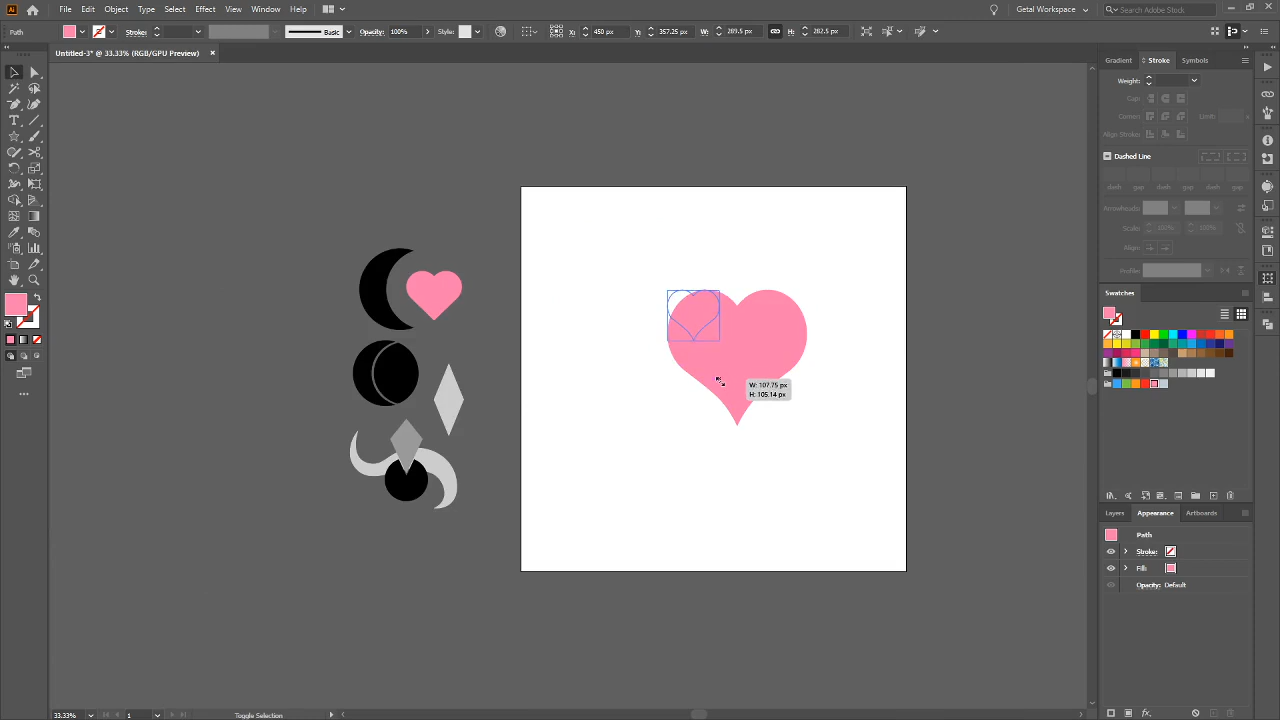 Ai File Edit Object Type Select Effect View Window Help Getal Workspace Search Adobe Stock
Path Stroke: Basic Opacity: 100% Style: X: 450 px Y: 357.25 px W: 289.5 px H: 282.5 px
Untitled-3* @ 33.33% (RGB/GPU Preview) ×
Gradient Stroke Symbols
Weight:
Cap:
Corner: Limit:
Align Stroke:
Dashed Line
dash gap dash gap dash gap
Arrowheads:
Scale: 100% 100%
Align:
Profile:
Swatches
W: 107.75 px
H: 105.14 px
Layers Appearance Artboards
Path
Stroke:
Fill:
Opacity: Default
33.33% 1 Toggle Selection